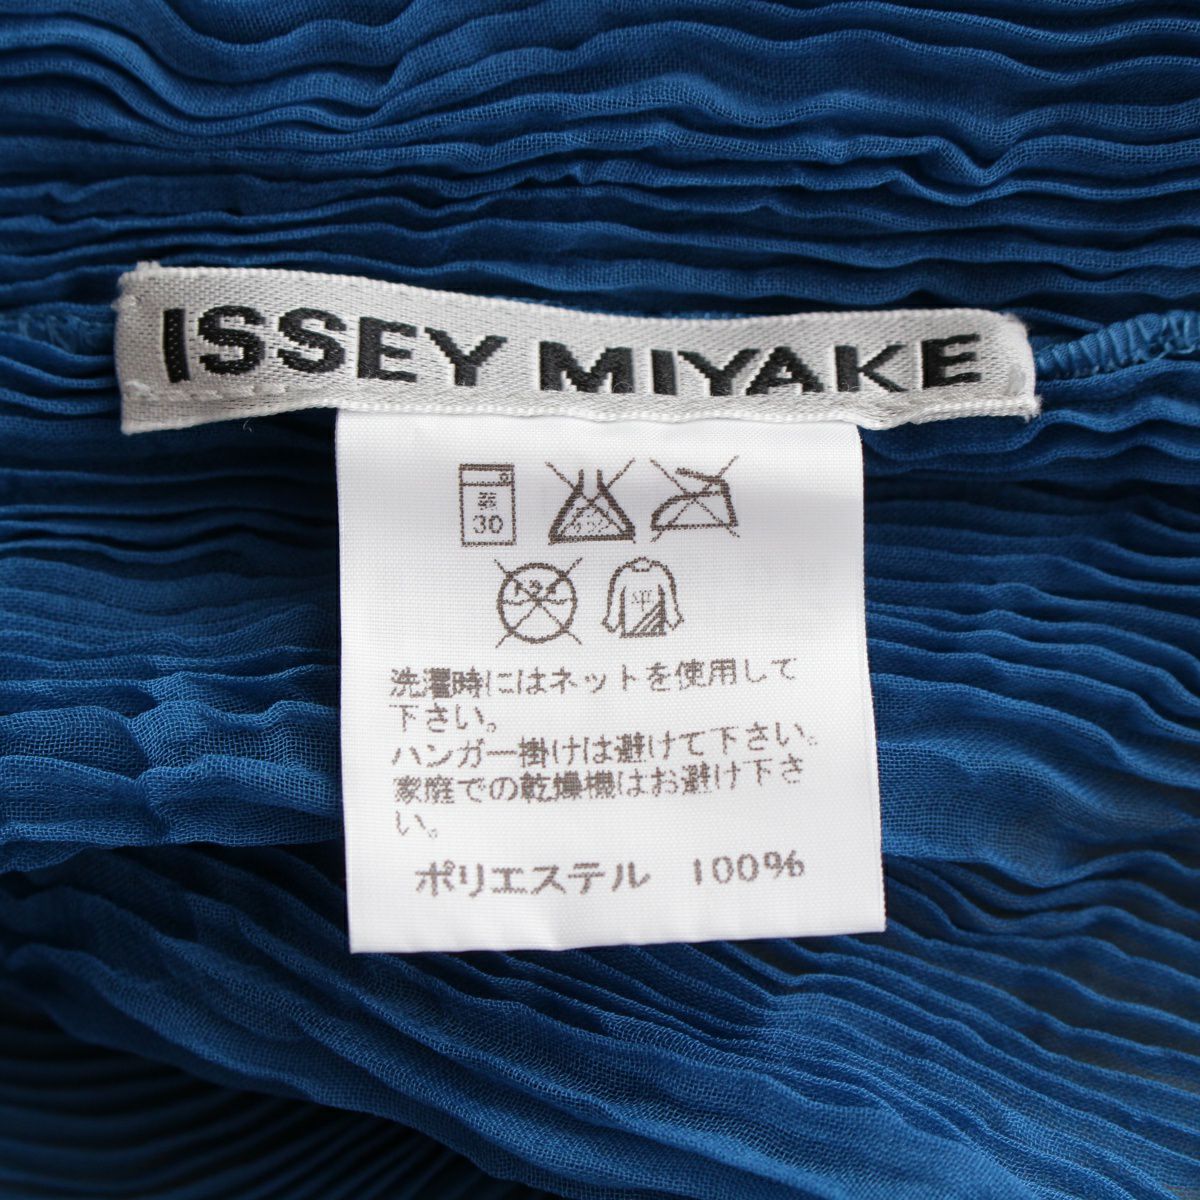 ISSEY MIYAKE
30
平
洗濯時にはネットを使用して
下さい。
ハンガー掛けは避けて下さい。
家庭での乾燥機はお避け下さ
い。
ポリエステル 100%